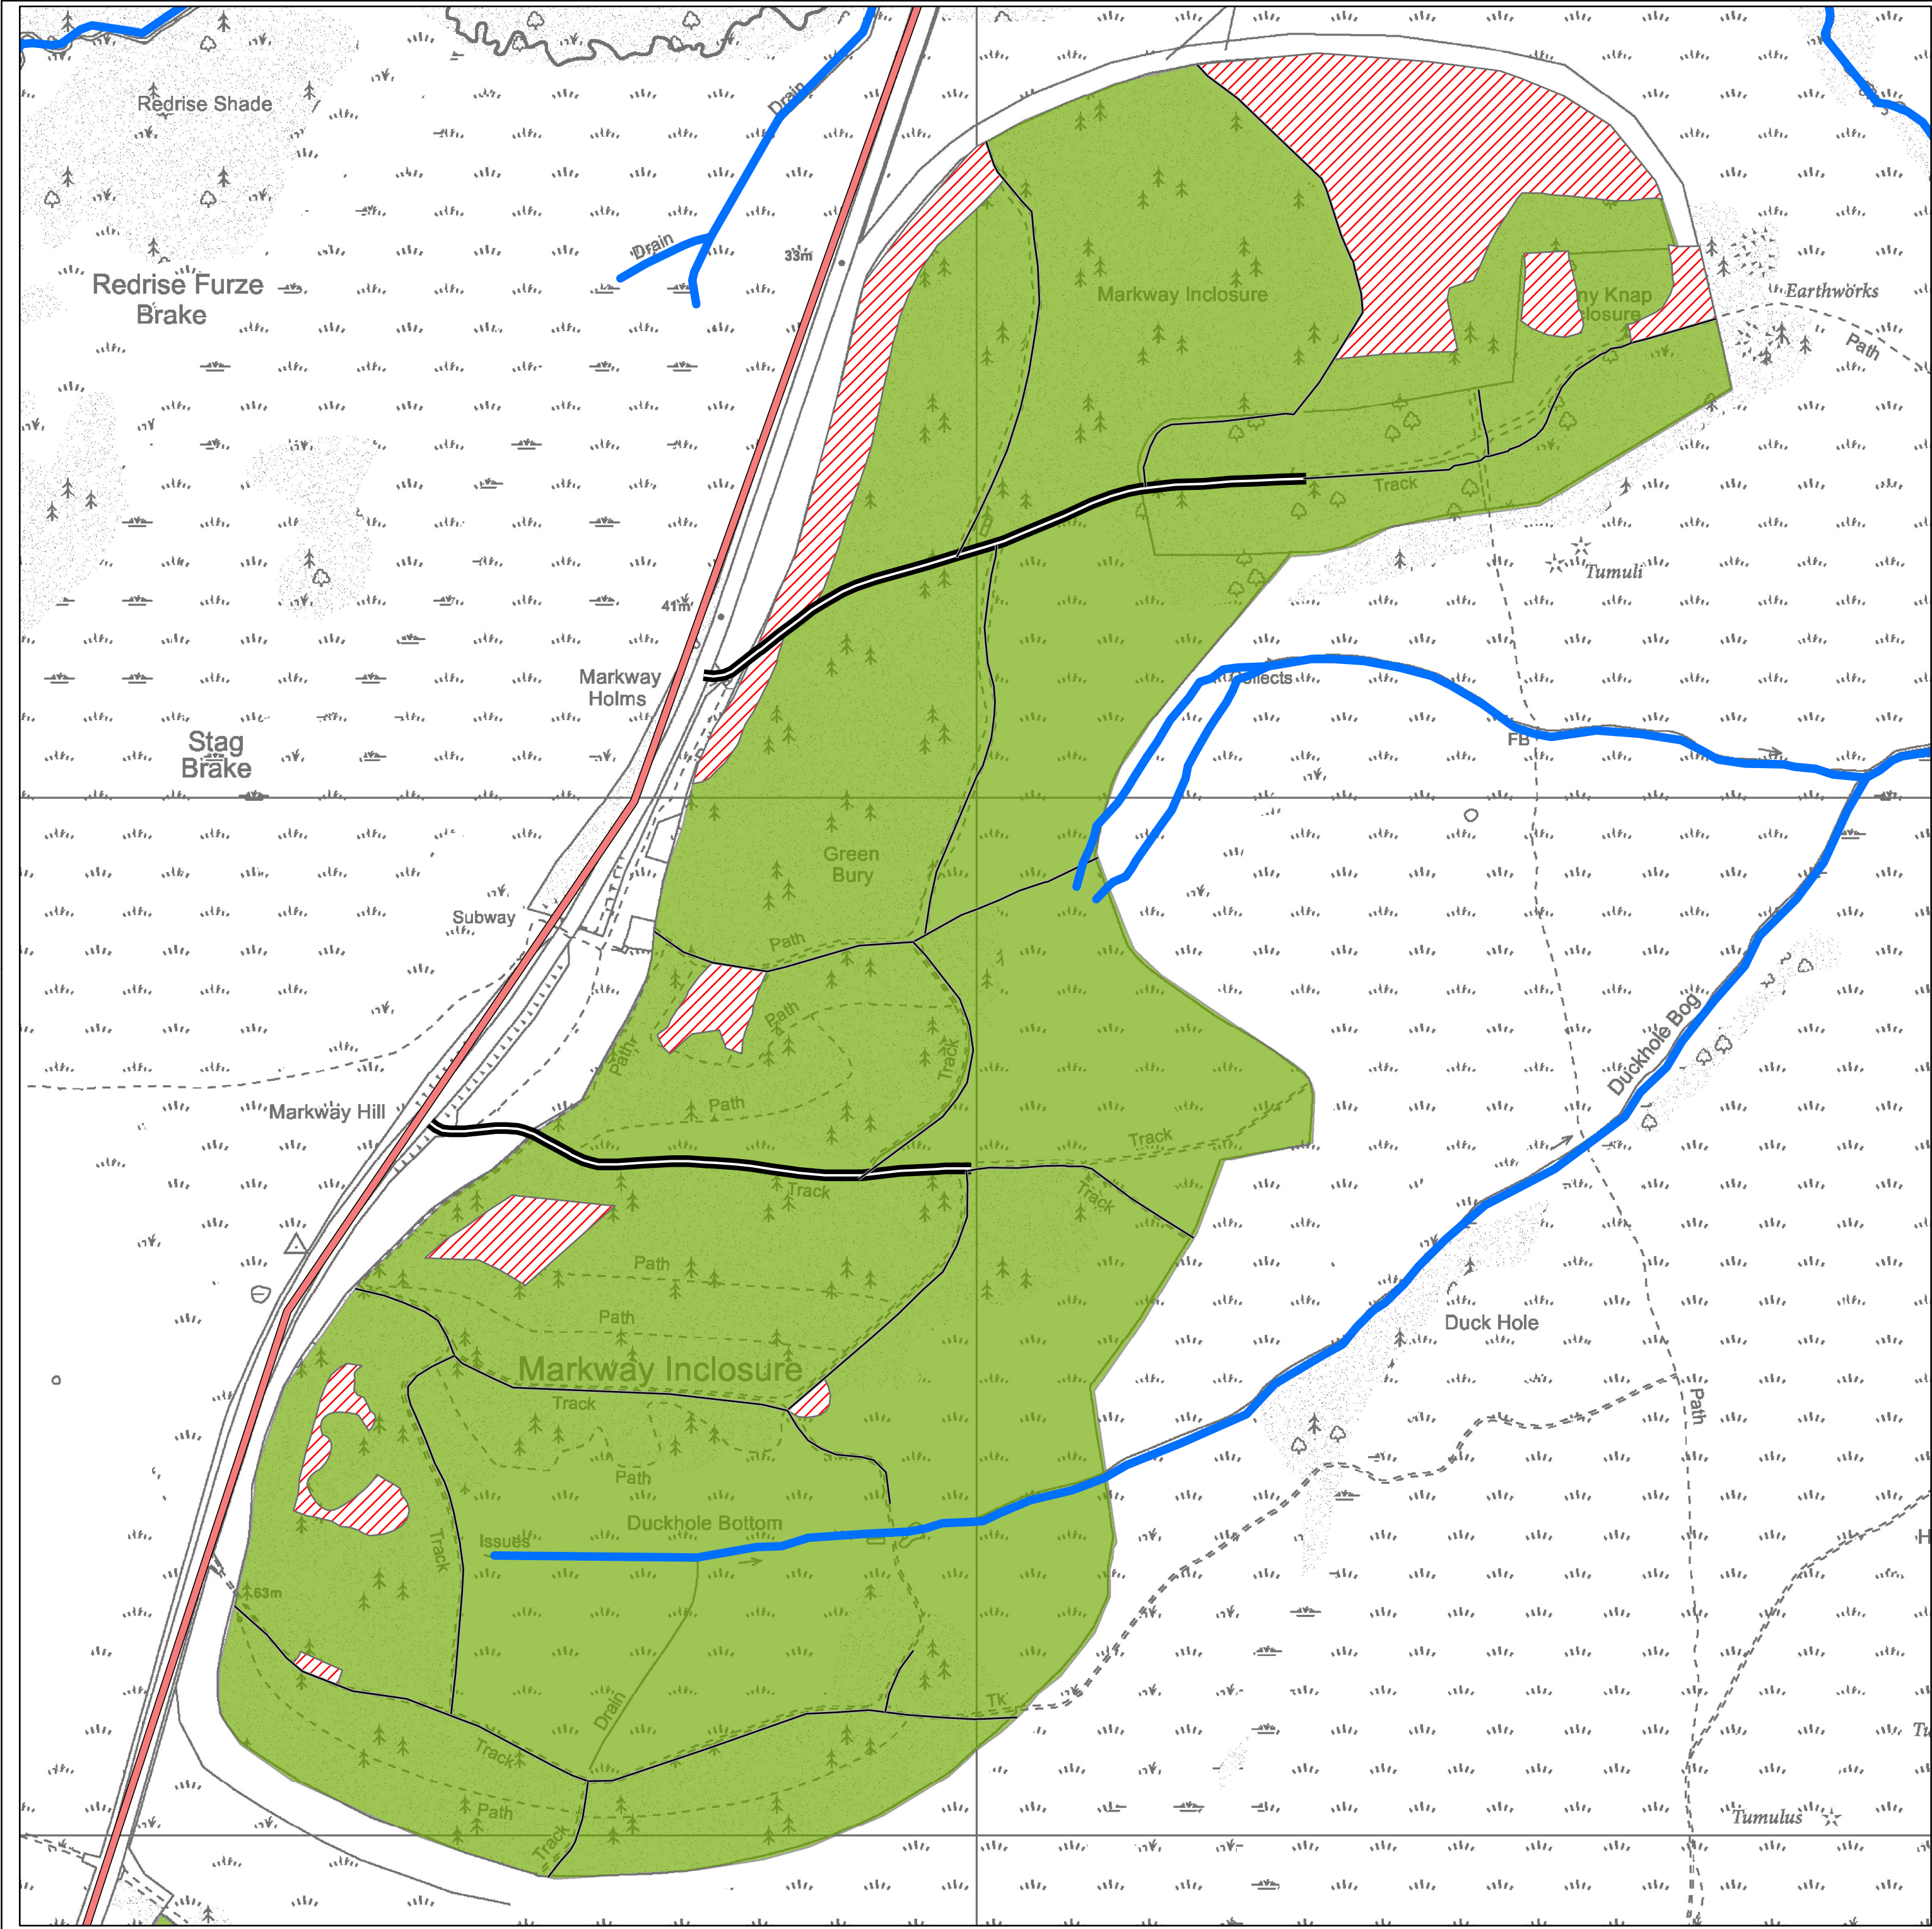 Redrise Shade
Drain
Drain
33m
Redrise Furze
Brake
Markway Inclosure
ny Knap
closure
Earthworks
Path
Track
Tumuli
41m
Markway
Holms
Stag
Brake
FB
Green
Bury
Subway
Path
Path
Path
Track
Duckhole Bog
Markway Hill
Path
Track
Track
Track
Path
Path
Duck Hole
Markway Inclosure
Track
Path
Path
Issues
Duckhole Bottom
Track
63m
Drain
Tk
Track
Path
Track
Tumulus
Tu
H